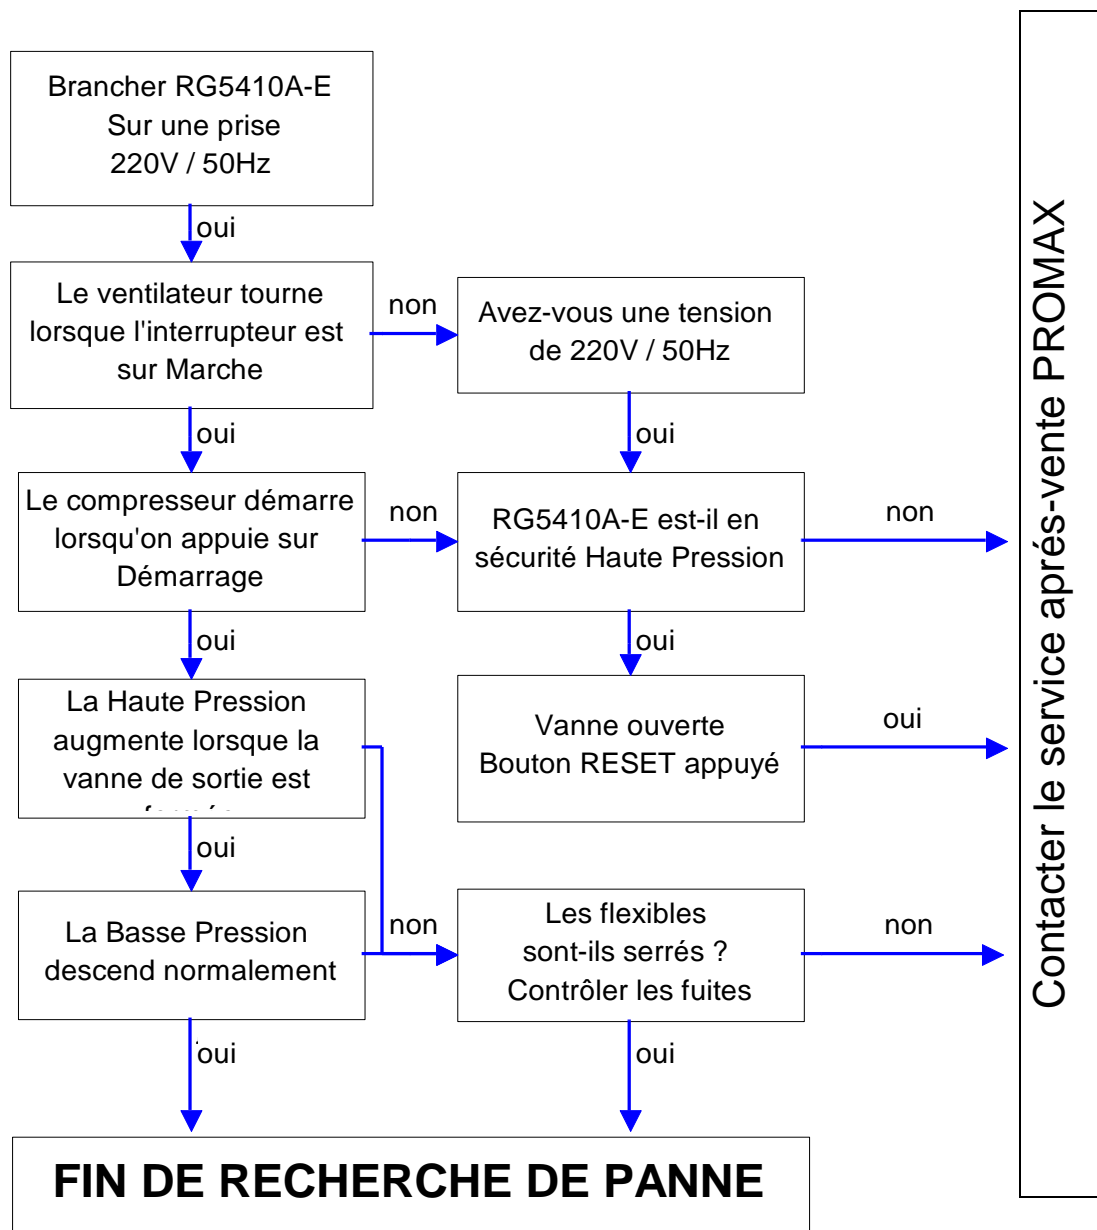 Brancher RG5410A-E
Sur une prise
220V / 50Hz
oui
Le ventilateur tourne
lorsque l'interrupteur est
sur Marche
non
Avez-vous une tension
de 220V / 50Hz
oui
oui
Le compresseur démarre
lorsqu'on appuie sur
Démarrage
non
RG5410A-E est-il en
sécurité Haute Pression
non
oui
oui
La Haute Pression
augmente lorsque la
vanne de sortie est
Vanne ouverte
Bouton RESET appuyé
oui
oui
La Basse Pression
descend normalement
non
Les flexibles
sont-ils serrés ?
Contrôler les fuites
non
oui
oui
FIN DE RECHERCHE DE PANNE
Contacter le service aprés-vente PROMAX